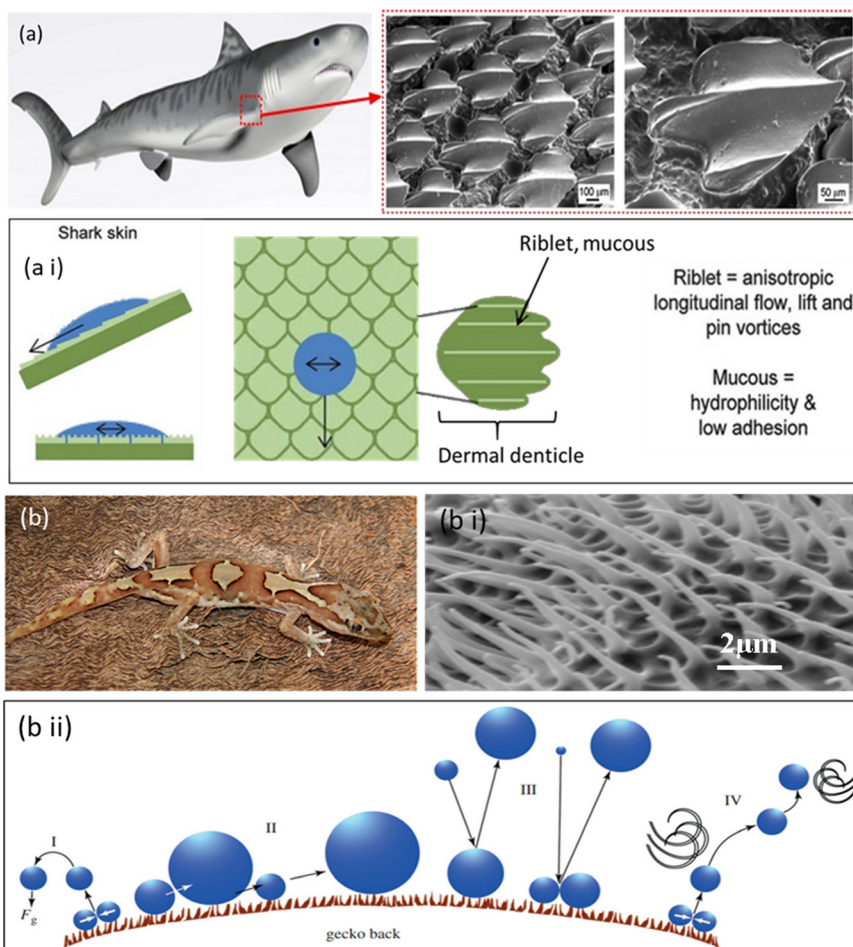 (a)
100 μm
50 μm
Shark skin
(a i)
Riblet, mucous
Dermal denticle
Riblet = anisotropic
longitudinal flow, lift and
pin vortices
Mucous =
hydrophilicity &
low adhesion
(b)
(b i)
2μm
(b ii)
I
II
III
IV
Fg
gecko back